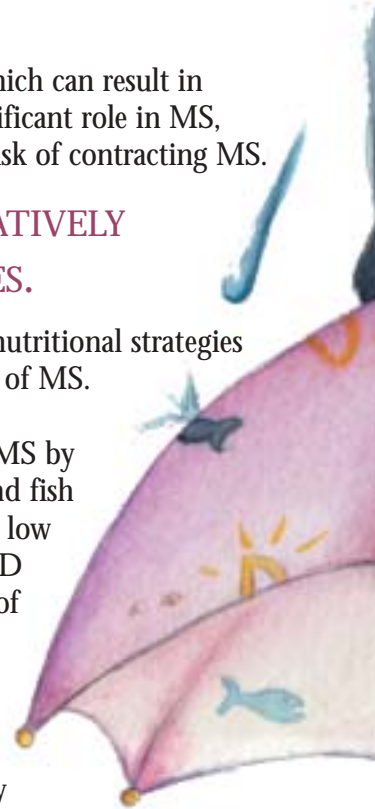 hich can result in
ificant role in MS,
isk of contracting MS.
ATIVELY
ES.
nutritional strategies
of MS.
MS by
nd fish
low
D
of
y